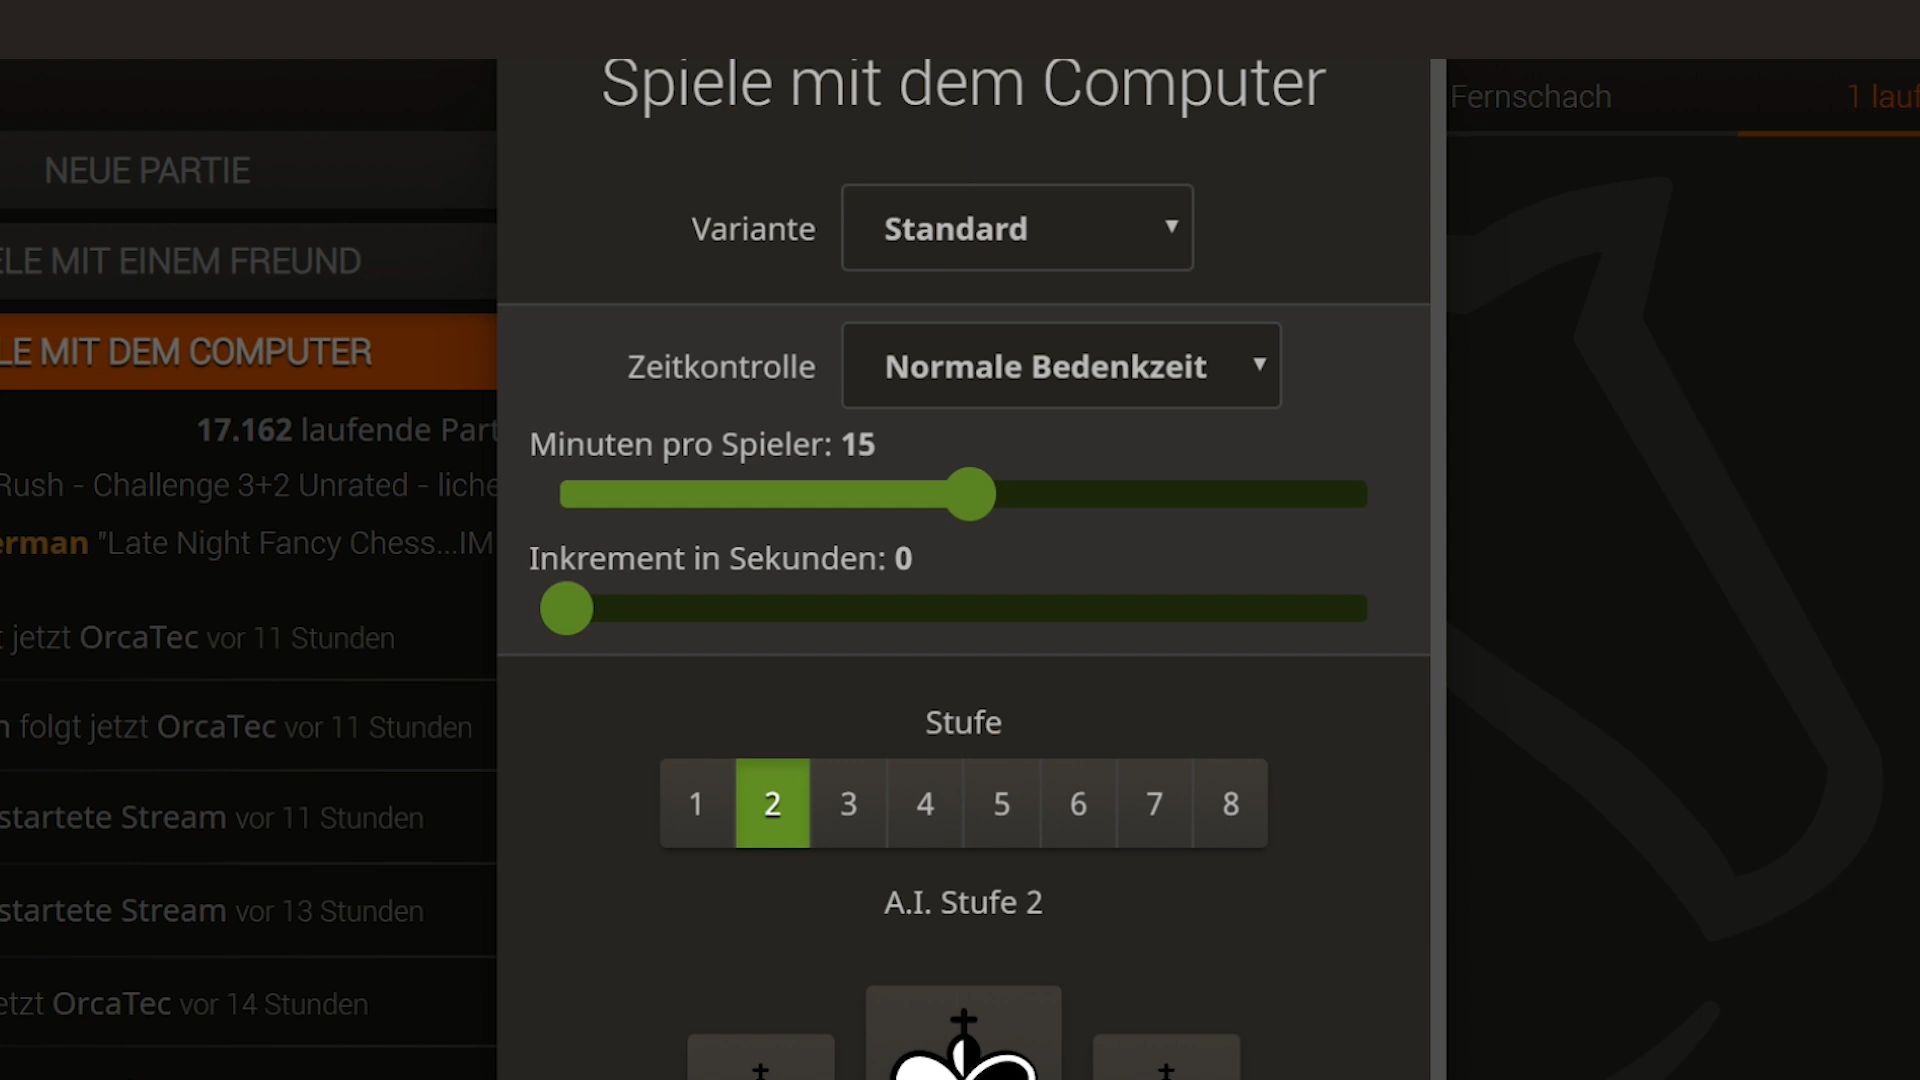 Spiele mit dem Computer
Fernschach
1 lauf
NEUE PARTIE
ELE MIT EINEM FREUND
LE MIT DEM COMPUTER
17.162 laufende Part
Rush - Challenge 3+2 Unrated - liche
erman "Late Night Fancy Chess...IM
t jetzt OrcaTec vor 11 Stunden
n folgt jetzt OrcaTec vor 11 Stunden
startete Stream vor 11 Stunden
startete Stream vor 13 Stunden
etzt OrcaTec vor 14 Stunden
Variante
Standard
Zeitkontrolle
Normale Bedenkzeit
Minuten pro Spieler: 15
Inkrement in Sekunden: 0
Stufe
1 2 3 4 5 6 7 8
A.I. Stufe 2